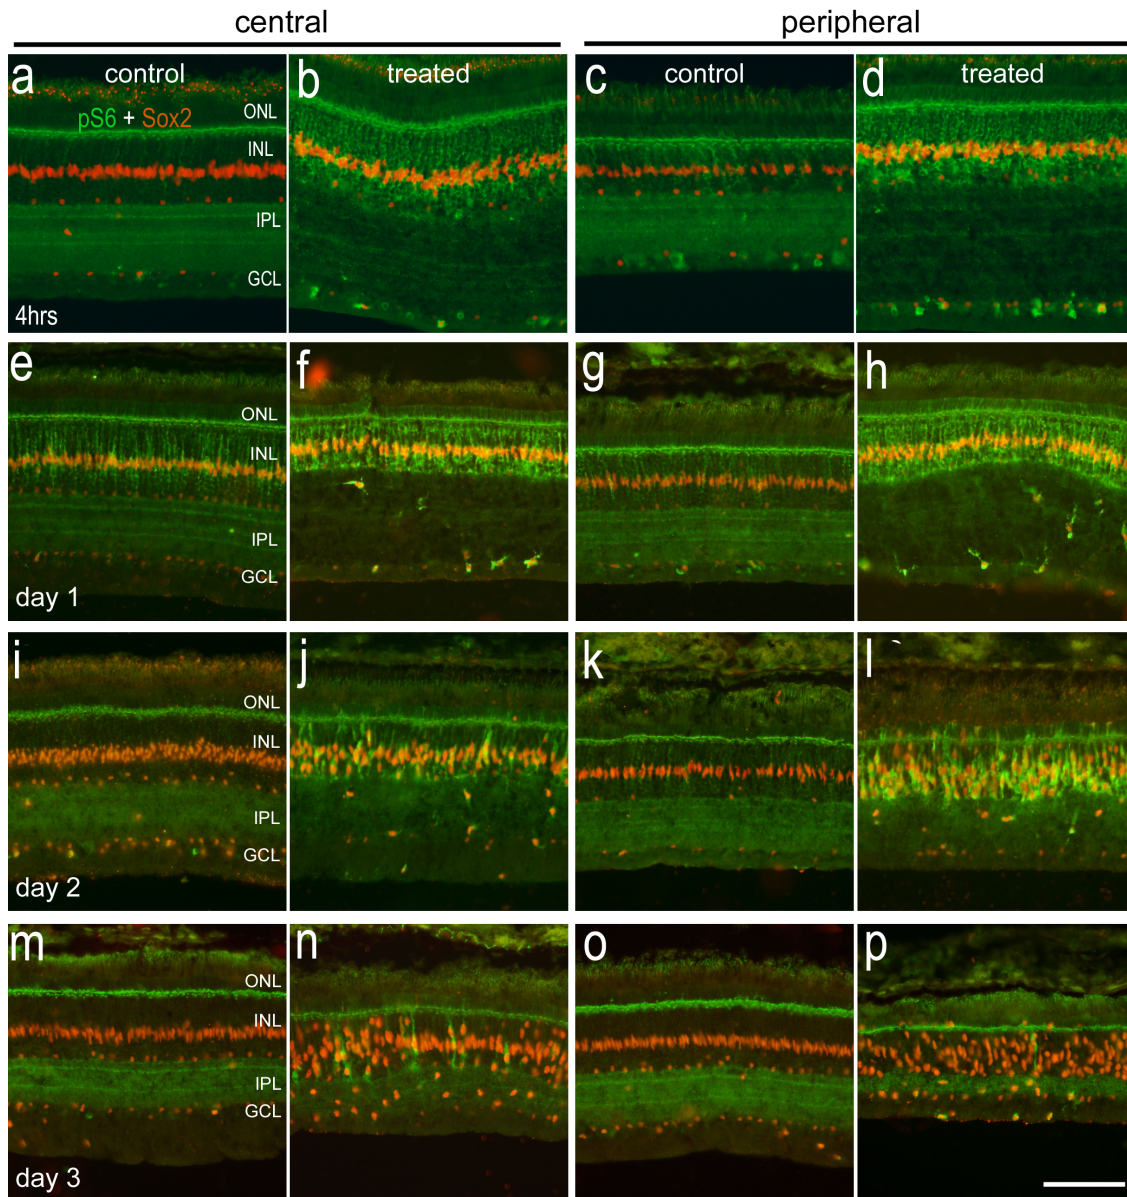 central peripheral
a control b treated c control d treated
ONL
pS6 + Sox2
INL
IPL
GCL
4hrs
e f g h
ONL
INL
IPL
GCL
day 1
i j k l
ONL
INL
IPL
GCL
day 2
m n o p
ONL
INL
IPL
GCL
day 3